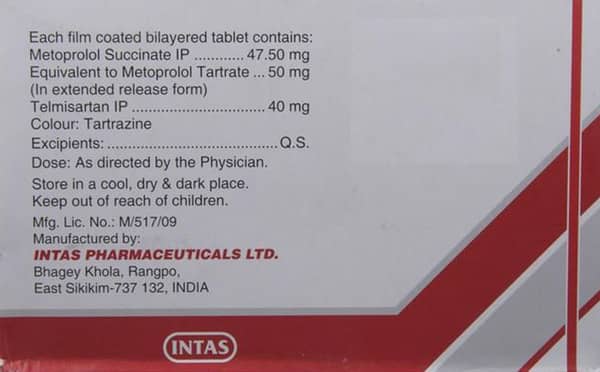 Each film coated bilayered tablet contains:
Metoprolol Succinate IP ............ 47.50 mg
Equivalent to Metoprolol Tartrate ... 50 mg
(In extended release form)
Telmisartan IP ................................. 40 mg
Colour: Tartrazine
Excipients: .......................................... Q.S.
Dose: As directed by the Physician.
Store in a cool, dry & dark place.
Keep out of reach of children.
Mfg. Lic. No.: M/517/09
Manufactured by:
INTAS PHARMACEUTICALS LTD.
Bhagey Khola, Rangpo,
East Sikikim-737 132, INDIA
INTAS